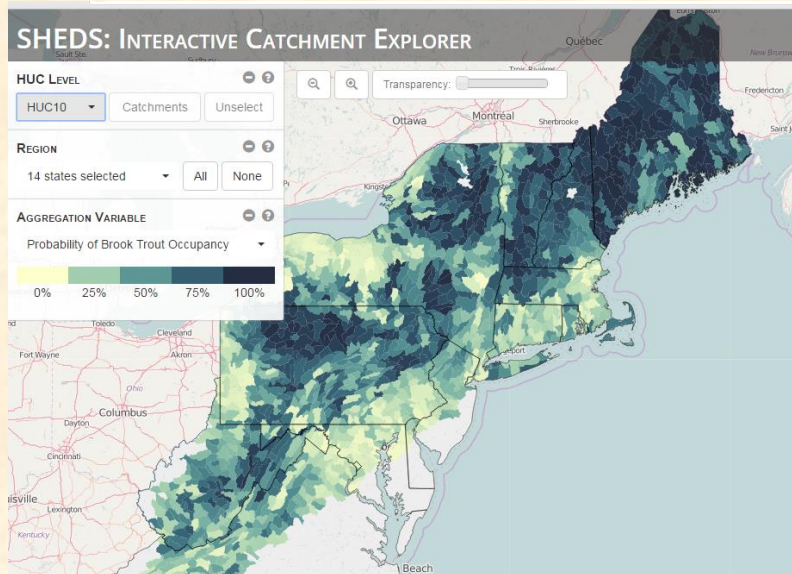 SHEDS: INTERACTIVE CATCHMENT EXPLORER
Québec
HUC LEVEL
HUC10
Catchments
Unselect
Transparency:
REGION
14 states selected
All
None
AGGREGATION VARIABLE
Probability of Brook Trout Occupancy
0% 25% 50% 75% 100%
Fredericton
Montréal
Ottawa
Sherbrooke
Toledo
Cleveland
Fort Wayne
Akron
Ohio
Columbus
Dayton
Cincinnati
Lexington
Kentucky
Beach